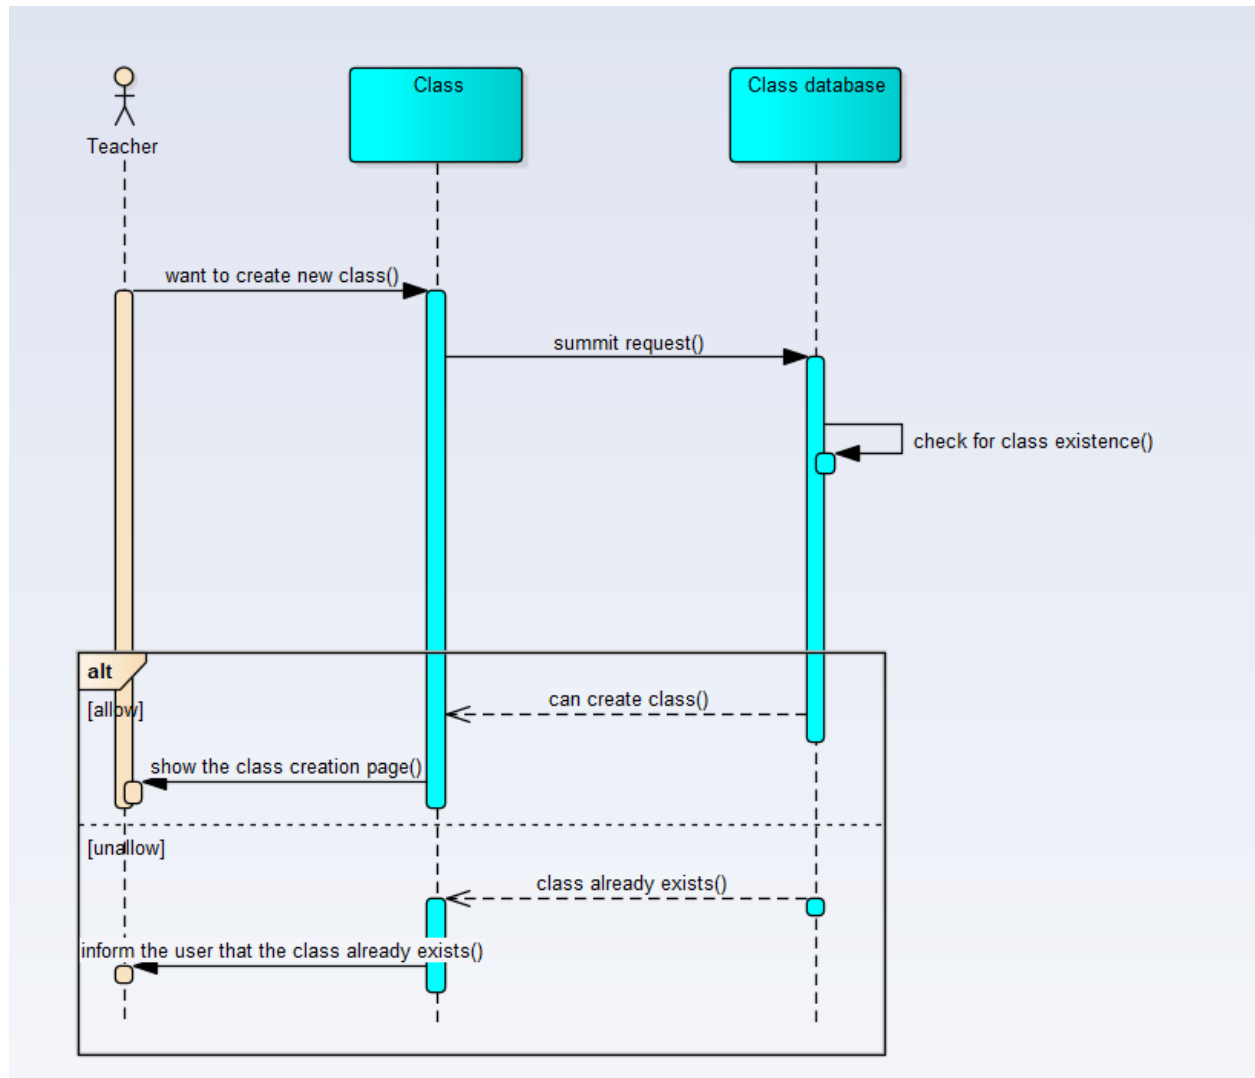 Class
Class database
Teacher
want to create new class()
summit request()
check for class existence()
alt
[allow]
can create class()
show the class creation page()
[unallow]
class already exists()
inform the user that the class already exists()